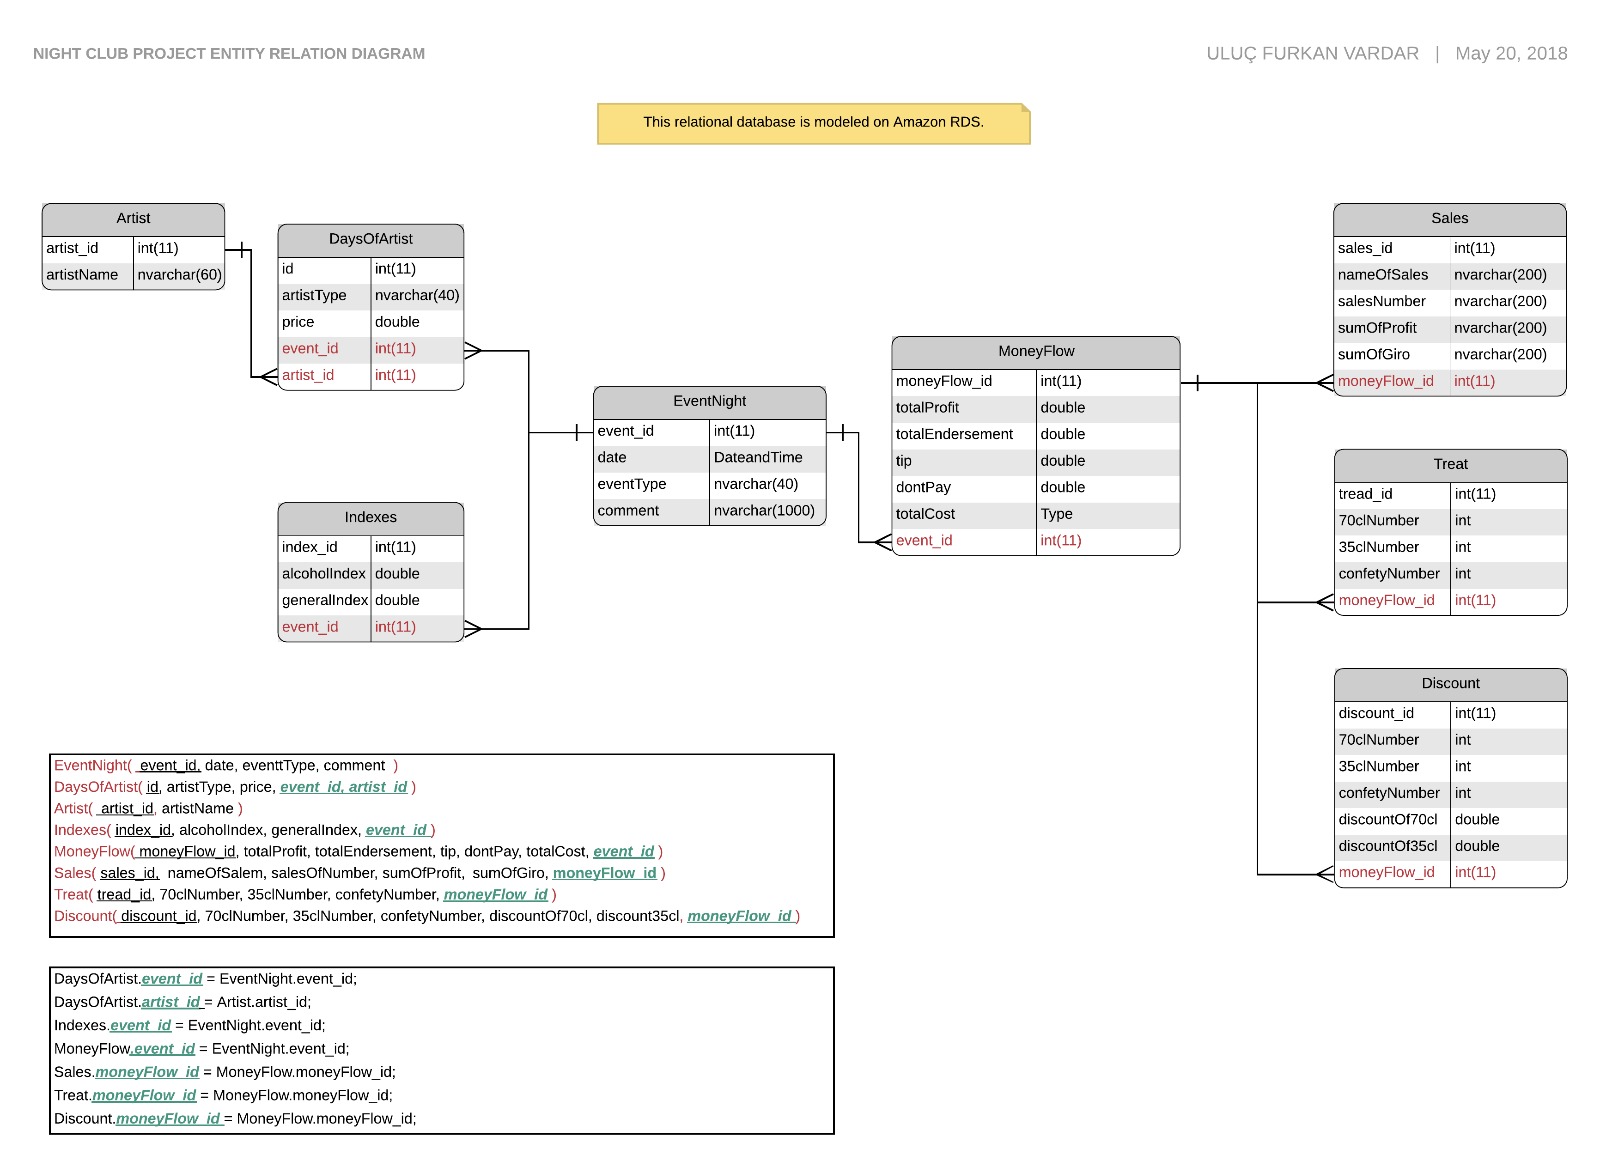 NIGHT CLUB PROJECT ENTITY RELATION DIAGRAM
ULUÇ FURKAN VARDAR | May 20, 2018
This relational database is modeled on Amazon RDS.
Artist
artist_id int(11)
artistName nvarchar(60)
DaysOfArtist
id int(11)
artistType nvarchar(40)
price double
event_id int(11)
artist_id int(11)
Indexes
index_id int(11)
alcoholIndex double
generalIndex double
event_id int(11)
EventNight
event_id int(11)
date DateandTime
eventType nvarchar(40)
comment nvarchar(1000)
MoneyFlow
moneyFlow_id int(11)
totalProfit double
totalEndersement double
tip double
dontPay double
totalCost Type
event_id int(11)
Sales
sales_id int(11)
nameOfSales nvarchar(200)
salesNumber nvarchar(200)
sumOfProfit nvarchar(200)
sumOfGiro nvarchar(200)
moneyFlow_id int(11)
Treat
tread_id int(11)
70clNumber int
35clNumber int
confetyNumber int
moneyFlow_id int(11)
Discount
discount_id int(11)
70clNumber int
35clNumber int
confetyNumber int
discountOf70cl double
discountOf35cl double
moneyFlow_id int(11)
EventNight( event_id, date, eventtType, comment )
DaysOfArtist( id, artistType, price, event_id, artist_id )
Artist( artist_id, artistName )
Indexes( index_id, alcoholIndex, generalIndex, event_id )
MoneyFlow( moneyFlow_id, totalProfit, totalEndersement, tip, dontPay, totalCost, event_id )
Sales( sales_id, nameOfSalem, salesOfNumber, sumOfProfit, sumOfGiro, moneyFlow_id )
Treat( tread_id, 70clNumber, 35clNumber, confetyNumber, moneyFlow_id )
Discount( discount_id, 70clNumber, 35clNumber, confetyNumber, discountOf70cl, discount35cl, moneyFlow_id )
DaysOfArtist.event_id = EventNight.event_id;
DaysOfArtist.artist_id = Artist.artist_id;
Indexes.event_id = EventNight.event_id;
MoneyFlow.event_id = EventNight.event_id;
Sales.moneyFlow_id = MoneyFlow.moneyFlow_id;
Treat.moneyFlow_id = MoneyFlow.moneyFlow_id;
Discount.moneyFlow_id = MoneyFlow.moneyFlow_id;